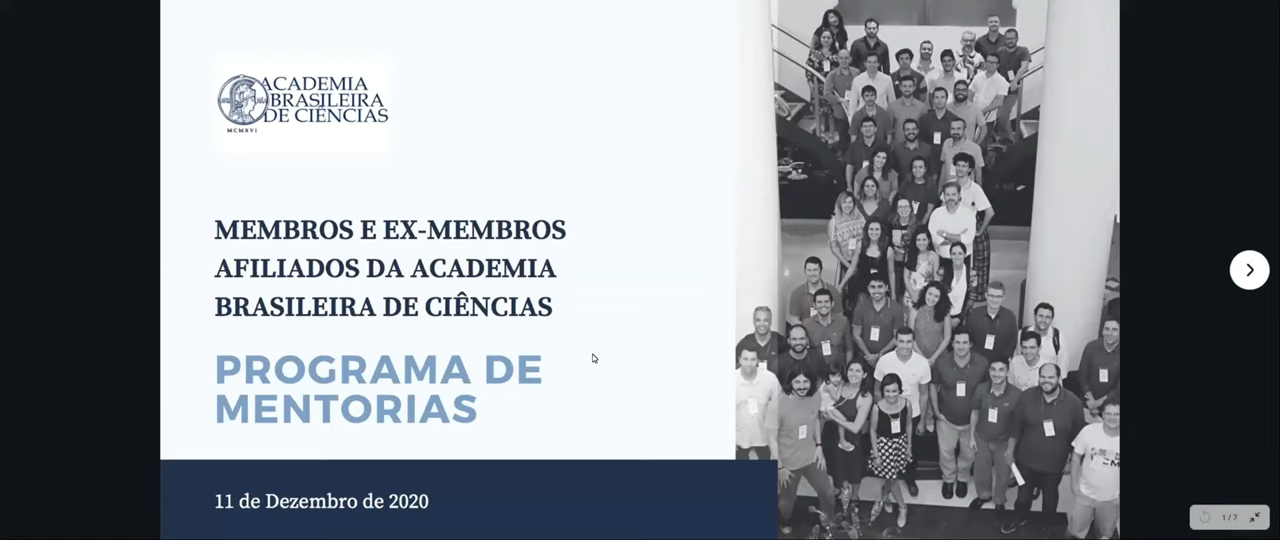 ACADEMIA
BRASILEIRA
DE CIÊNCIAS
MCMXVI
MEMBROS E EX-MEMBROS
AFILIADOS DA ACADEMIA
BRASILEIRA DE CIÊNCIAS
PROGRAMA DE
MENTORIAS
11 de Dezembro de 2020
1/7